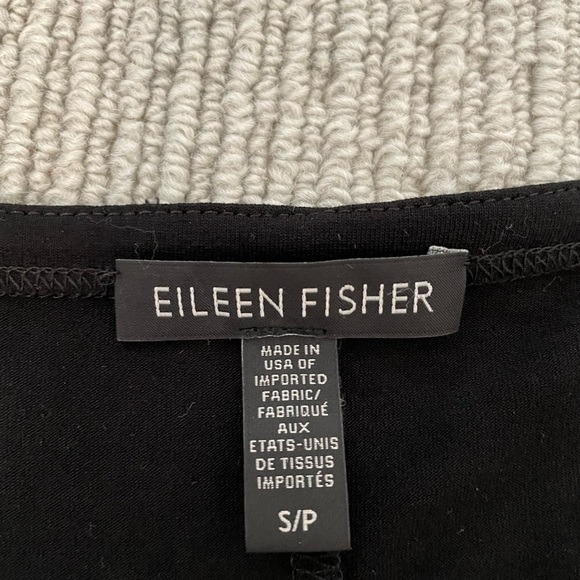 EILEEN FISHER
MADE IN
USA OF
IMPORTED
FABRIC/
FABRIQUÉ
AUX
ETATS-UNIS
DE TISSUS
IMPORTÉS
S/P